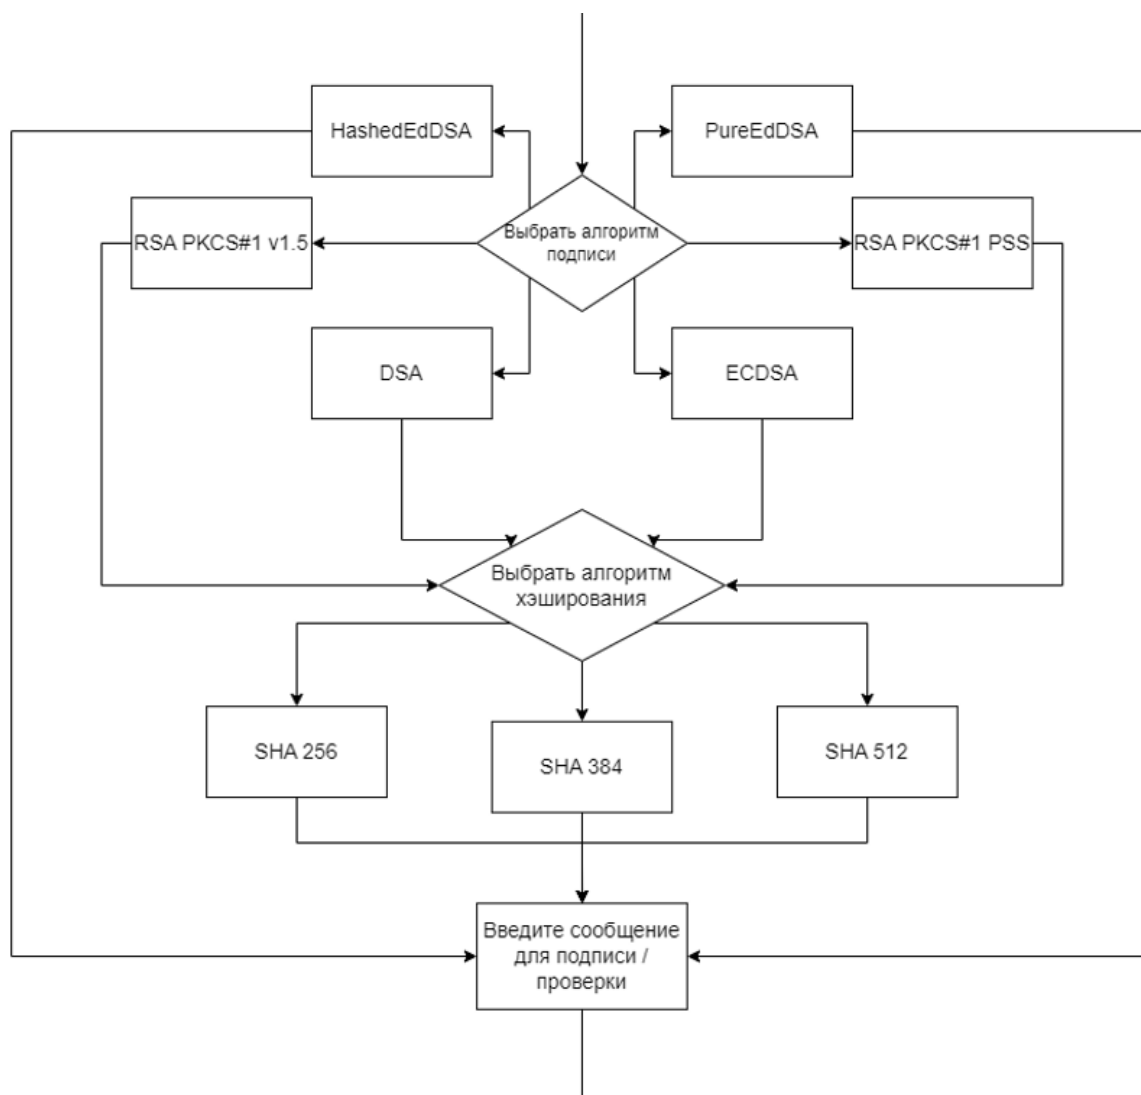 HashedEdDSA
PureEdDSA
RSA PKCS#1 v1.5
Выбрать алгоритм
подписи
RSA PKCS#1 PSS
DSA
ECDSA
Выбрать алгоритм
хэширования
SHA 256
SHA 384
SHA 512
Введите сообщение
для подписи /
проверки